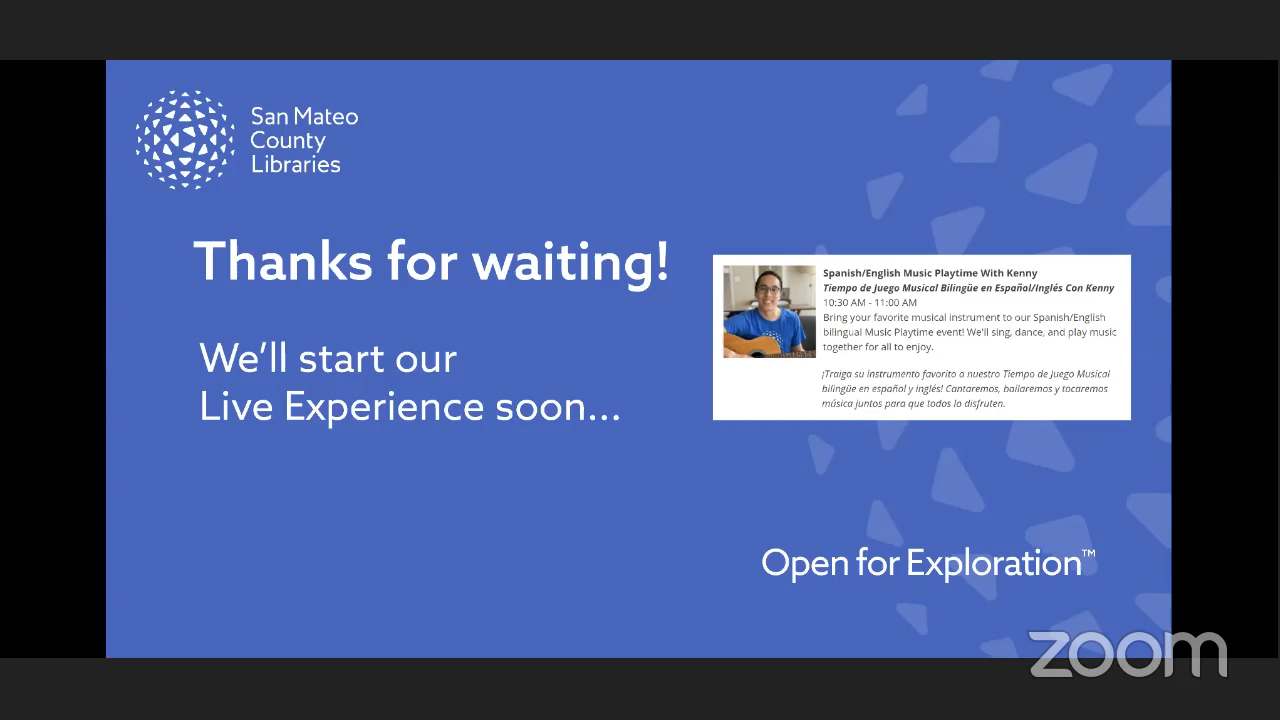 San Mateo
County
Libraries
Thanks for waiting!
We'll start our
Live Experience soon...
Spanish/English Music Playtime With Kenny
Tiempo de Juego Musical Bilingüe en Español/Inglés Con Kenny
10:30 AM - 11:00 AM
Bring your favorite musical instrument to our Spanish/English
bilingual Music Playtime event! We'll sing, dance, and play music
together for all to enjoy.
¡Traiga su instrumento favorito a nuestro Tiempo de Juego Musical
bilingüe en español y inglés! Cantaremos, bailaremos y tocaremos
música juntos para que todos lo disfruten.
Open for Exploration™
zoom